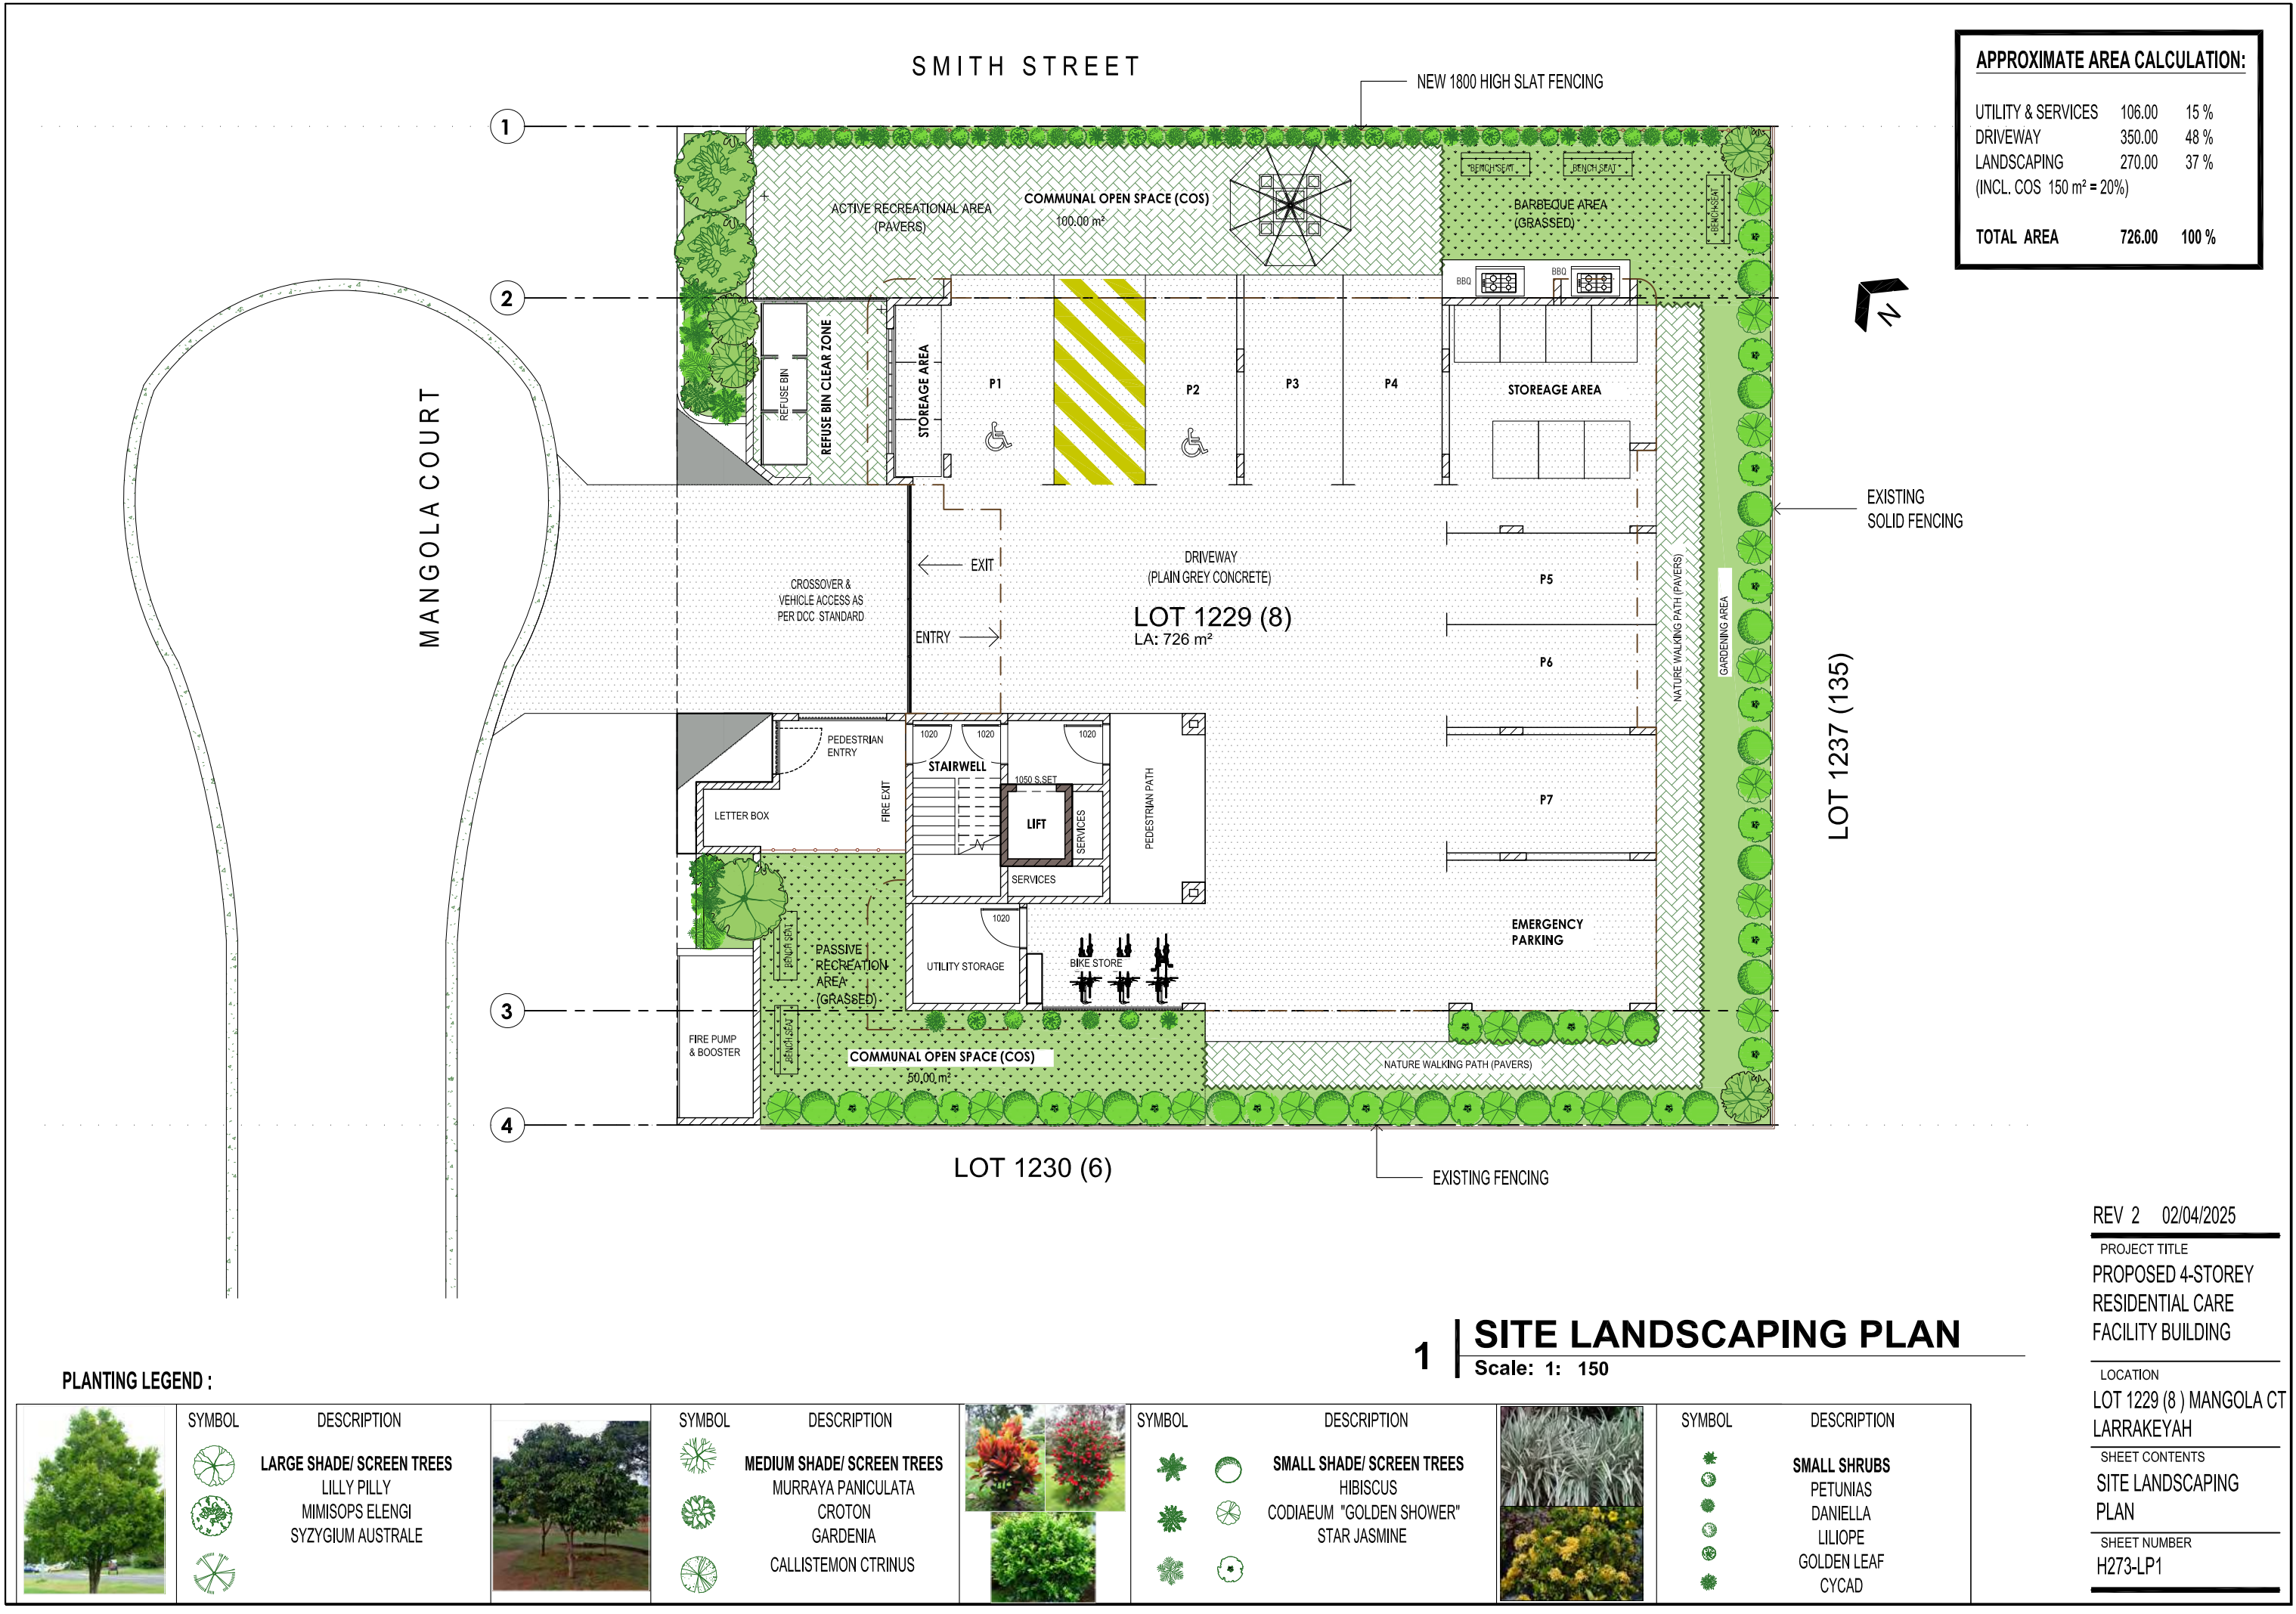 SMITH STREET
NEW 1800 HIGH SLAT FENCING
APPROXIMATE AREA CALCULATION:
UTILITY & SERVICES 106.00 15 %
DRIVEWAY 350.00 48 %
LANDSCAPING 270.00 37 %
(INCL. COS 150 m² = 20%)
TOTAL AREA 726.00 100 %
N
1
2
3
4
MANGOLA COURT
ACTIVE RECREATIONAL AREA
(PAVERS)
COMMUNAL OPEN SPACE (COS)
100.00 m²
BENCH SEAT
BENCH SEAT
BENCH SEAT
BARBEQUE AREA
(GRASSED)
BBQ
BBQ
REFUSE BIN
REFUSE BIN CLEAR ZONE
STOREAGE AREA
P1
P2
P3
P4
STOREAGE AREA
EXISTING
SOLID FENCING
CROSSOVER &
VEHICLE ACCESS AS
PER DCC STANDARD
EXIT
ENTRY
DRIVEWAY
(PLAIN GREY CONCRETE)
LOT 1229 (8)
LA: 726 m²
P5
P6
P7
NATURE WALKING PATH (PAVERS)
GARDENING AREA
LOT 1237 (135)
PEDESTRIAN
ENTRY
LETTER BOX
FIRE EXIT
1020
1020
1020
STAIRWELL
1050 S.SET
LIFT
SERVICES
SERVICES
PEDESTRIAN PATH
EMERGENCY
PARKING
1020
UTILITY STORAGE
BIKE STORE
BENCH SEAT
BENCH SEAT
PASSIVE
RECREATION
AREA
(GRASSED)
FIRE PUMP
& BOOSTER
COMMUNAL OPEN SPACE (COS)
50.00 m²
NATURE WALKING PATH (PAVERS)
LOT 1230 (6)
EXISTING FENCING
1
SITE LANDSCAPING PLAN
Scale: 1: 150
REV 2 02/04/2025
PROJECT TITLE
PROPOSED 4-STOREY
RESIDENTIAL CARE
FACILITY BUILDING
LOCATION
LOT 1229 (8 ) MANGOLA CT
LARRAKEYAH
SHEET CONTENTS
SITE LANDSCAPING
PLAN
SHEET NUMBER
H273-LP1
PLANTING LEGEND :
SYMBOL DESCRIPTION
LARGE SHADE/ SCREEN TREES
LILLY PILLY
MIMISOPS ELENGI
SYZYGIUM AUSTRALE
SYMBOL DESCRIPTION
MEDIUM SHADE/ SCREEN TREES
MURRAYA PANICULATA
CROTON
GARDENIA
CALLISTEMON CTRINUS
SYMBOL DESCRIPTION
SMALL SHADE/ SCREEN TREES
HIBISCUS
CODIAEUM "GOLDEN SHOWER"
STAR JASMINE
SYMBOL DESCRIPTION
SMALL SHRUBS
PETUNIAS
DANIELLA
LILIOPE
GOLDEN LEAF
CYCAD